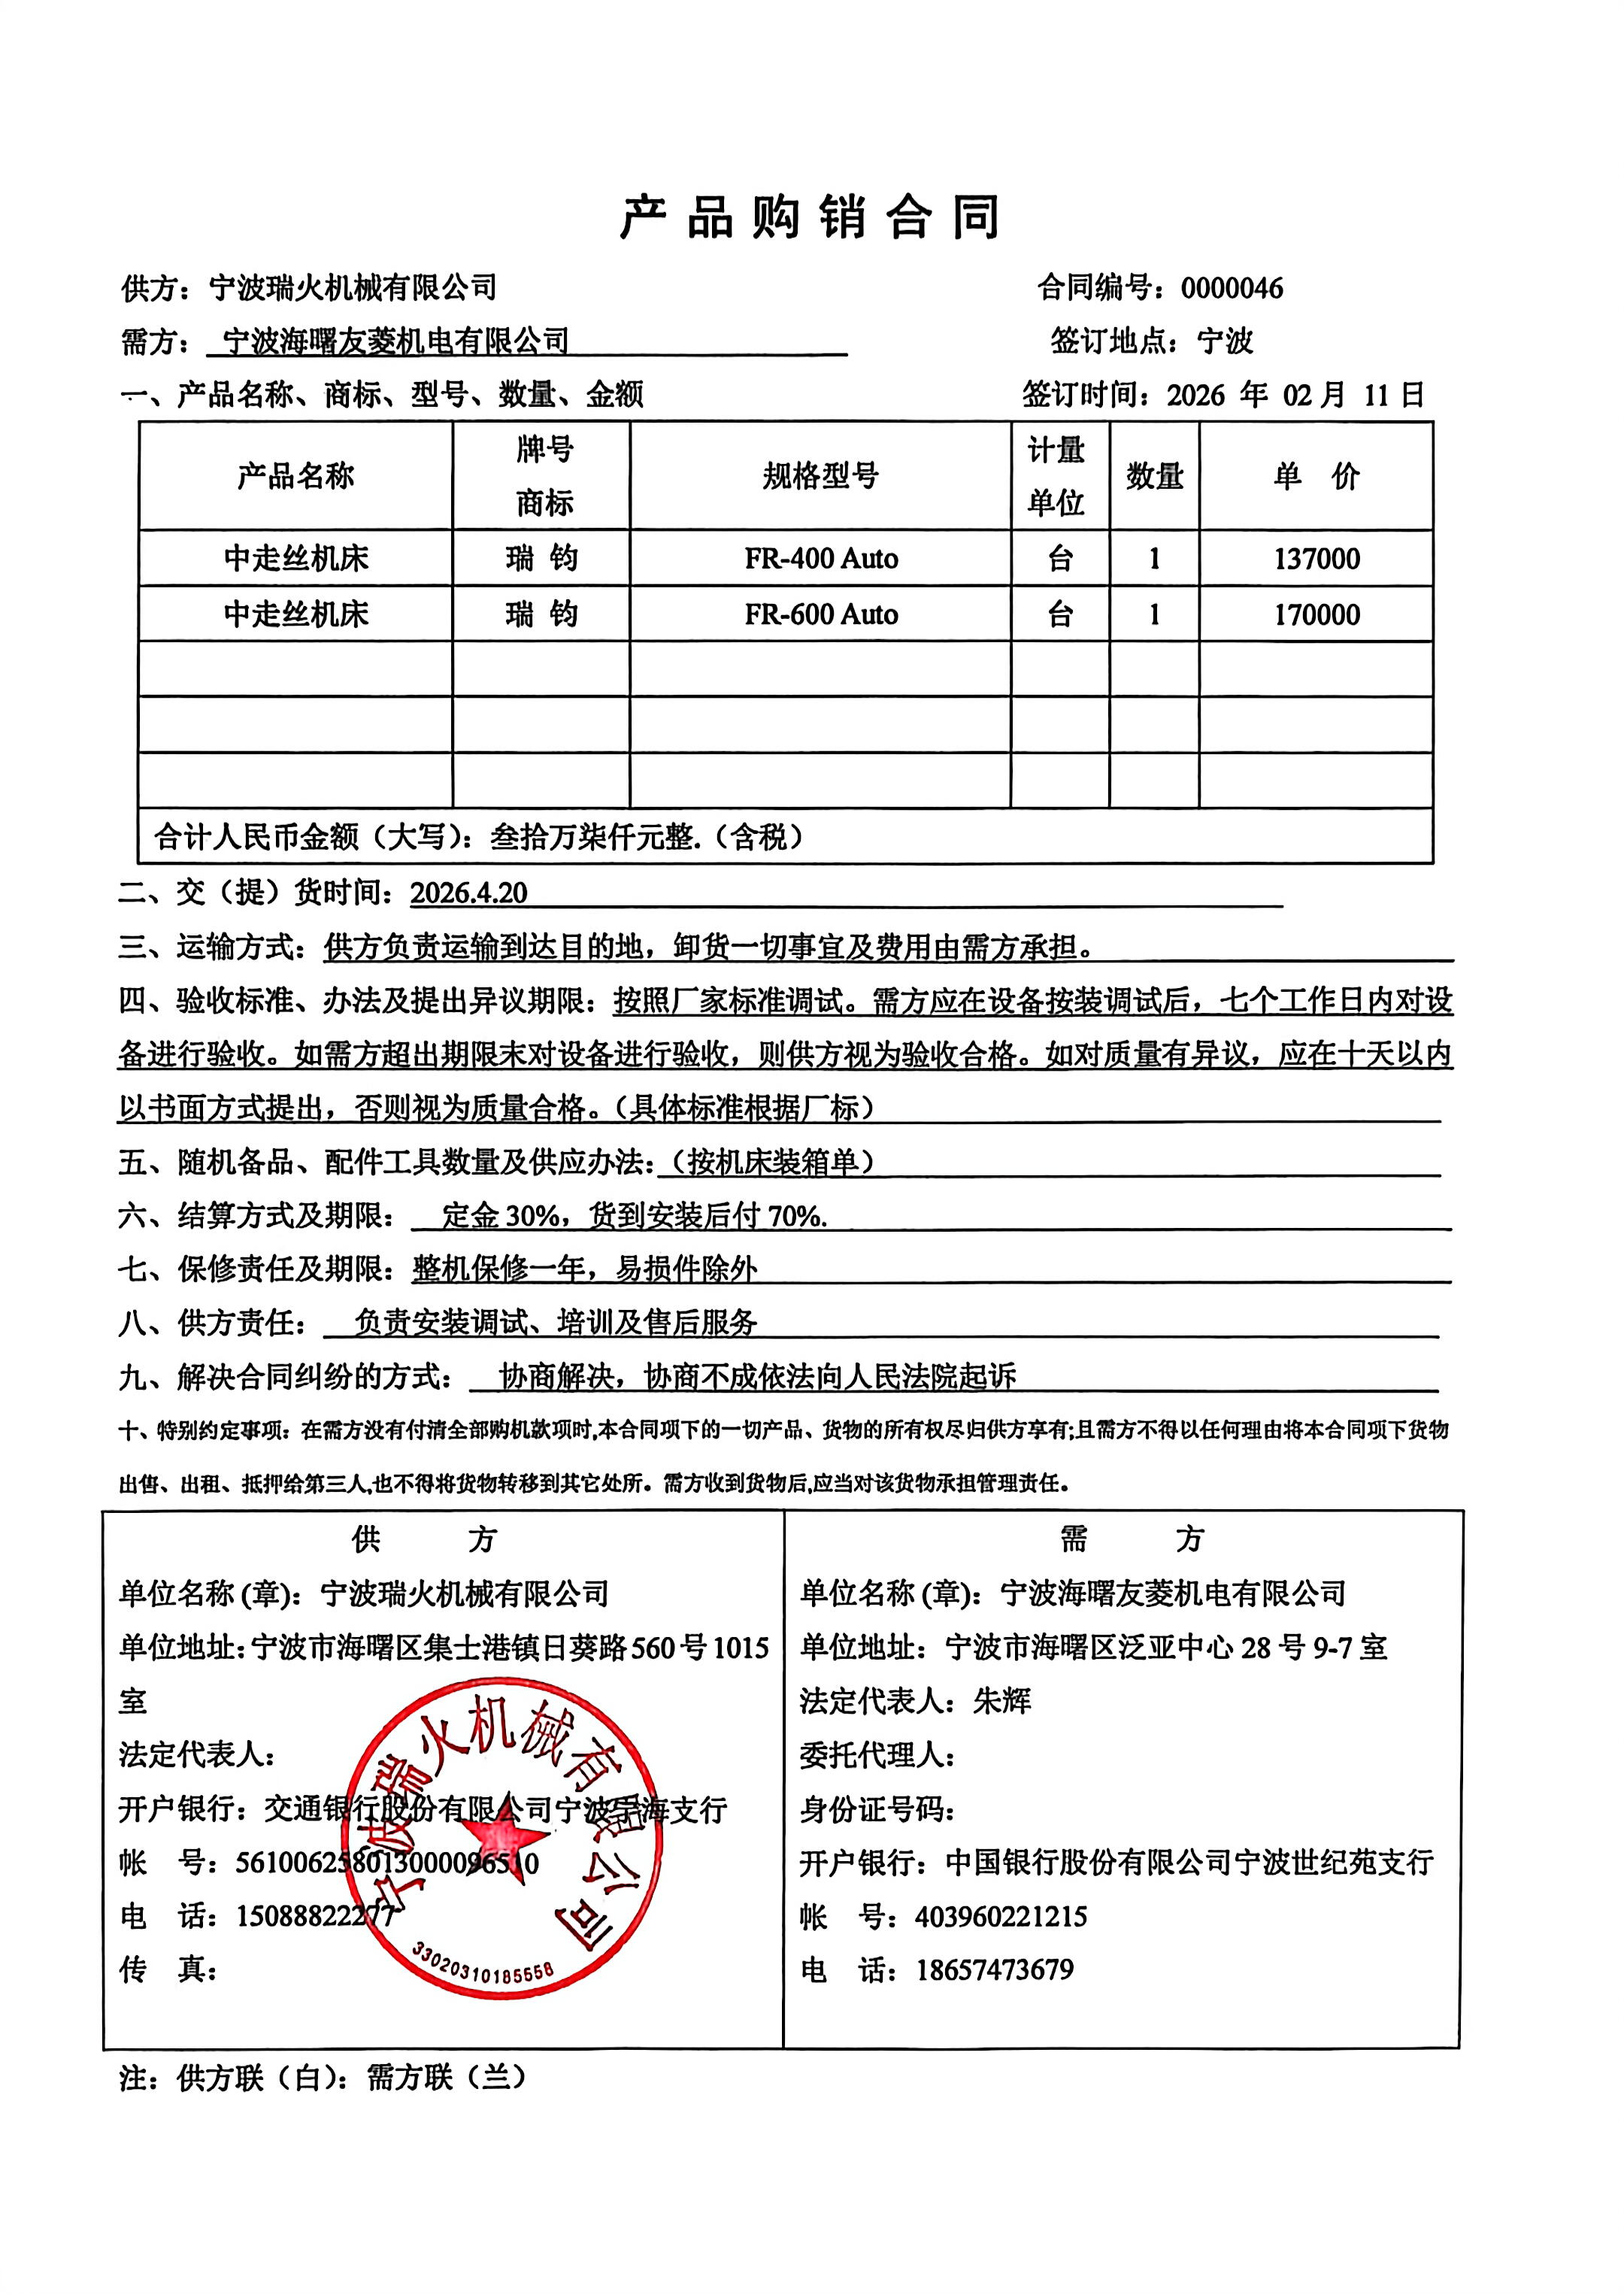 产品购销合同
供方：宁波瑞火机械有限公司 合同编号：0000046
需方： 宁波海曙友菱机电有限公司 签订地点：宁波
一、产品名称、商标、型号、数量、金额 签订时间：2026 年 02月 11日
产品名称 牌号商标 规格型号 计量单位 数量 单 价
中走丝机床 瑞 钧 FR-400 Auto 台 1 137000
中走丝机床 瑞 钧 FR-600 Auto 台 1 170000
合计人民币金额（大写）：叁拾万柒仟元整.（含税）
二、交（提）货时间：2026.4.20
三、运输方式：供方负责运输到达目的地，卸货一切事宜及费用由需方承担。
四、验收标准、办法及提出异议期限：按照厂家标准调试。需方应在设备按装调试后，七个工作日内对设
备进行验收。如需方超出期限末对设备进行验收，则供方视为验收合格。如对质量有异议，应在十天以内
以书面方式提出，否则视为质量合格。（具体标准根据厂标）
五、随机备品、配件工具数量及供应办法：（按机床装箱单）
六、结算方式及期限： 定金30%，货到安装后付70%.
七、保修责任及期限：整机保修一年，易损件除外
八、供方责任： 负责安装调试、培训及售后服务
九、解决合同纠纷的方式： 协商解决，协商不成依法向人民法院起诉
十、特别约定事项：在需方没有付清全部购机款项时,本合同项下的一切产品、货物的所有权尽归供方享有;且需方不得以任何理由将本合同项下货物
出售、出租、抵押给第三人,也不得将货物转移到其它处所。需方收到货物后,应当对该货物承担管理责任。
供 方
单位名称(章)：宁波瑞火机械有限公司
单位地址:宁波市海曙区集士港镇日葵路560号1015
室
法定代表人：
开户银行：交通银行股份有限公司宁波宁海支行
帐 号：561006258013000096510
电 话：15088822277
传 真：
宁波瑞火机械有限公司
33020310185558
需 方
单位名称(章)：宁波海曙友菱机电有限公司
单位地址：宁波市海曙区泛亚中心28号9-7室
法定代表人：朱辉
委托代理人：
身份证号码：
开户银行：中国银行股份有限公司宁波世纪苑支行
帐 号：403960221215
电 话：18657473679
注：供方联（白）：需方联（兰）